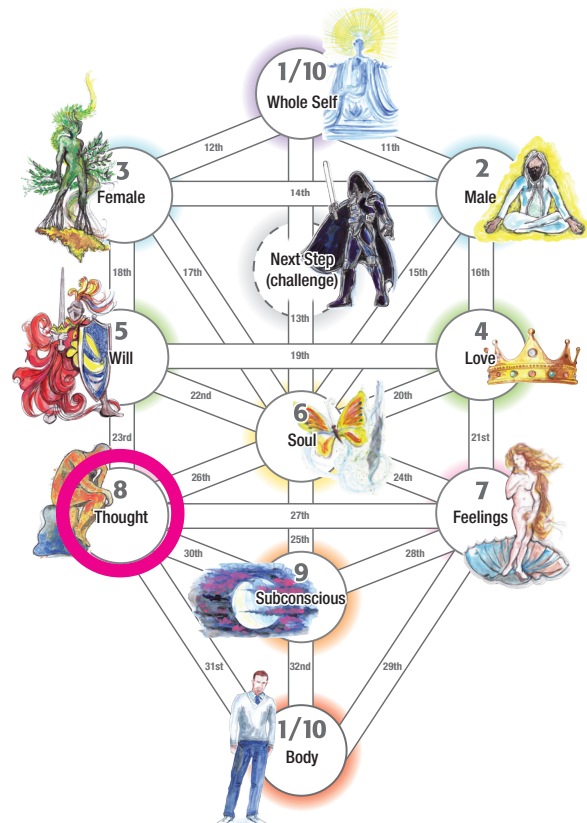 1/10
Whole Self
12th
11th
3
Female
2
Male
14th
Next Step
(challenge)
18th
17th
15th
16th
13th
5
Will
4
Love
19th
22nd
20th
6
Soul
23rd
21st
8
Thought
26th
24th
7
Feelings
27th
25th
30th
28th
9
Subconscious
31st
32nd
29th
1/10
Body